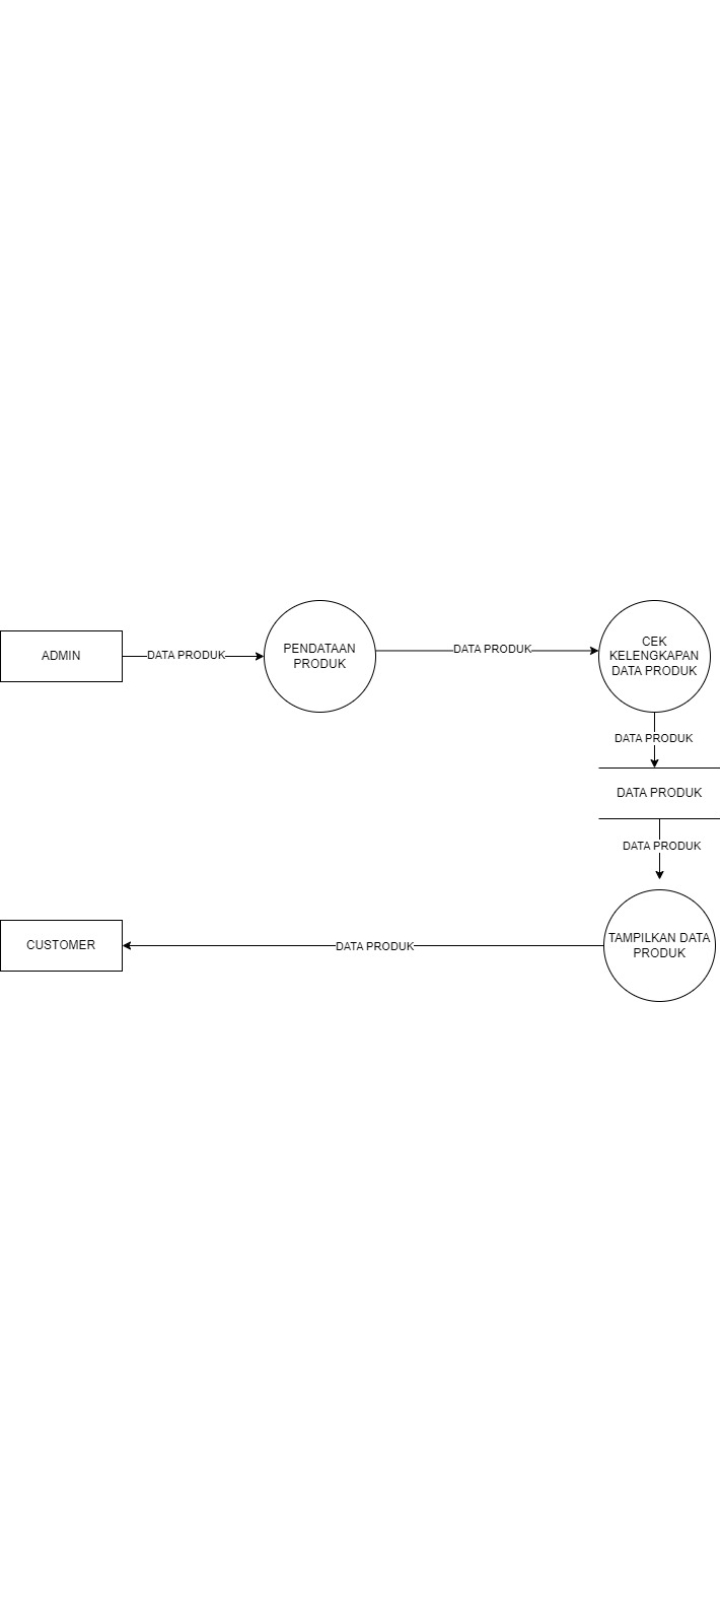 ADMIN
DATA PRODUK
PENDATAAN
PRODUK
DATA PRODUK
CEK
KELENGKAPAN
DATA PRODUK
DATA PRODUK
DATA PRODUK
DATA PRODUK
TAMPILKAN DATA
PRODUK
DATA PRODUK
CUSTOMER